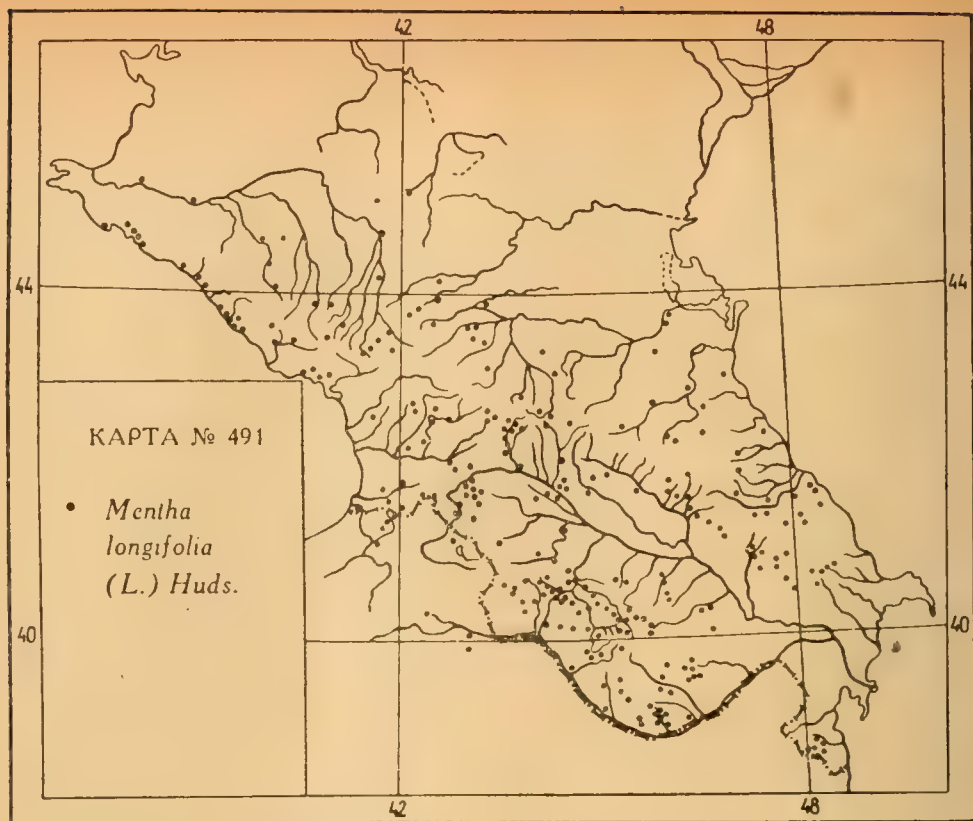 42 48
44 44
КАРТА № 491
• Mentha
longifolia
(L.) Huds.
40 40
42 48